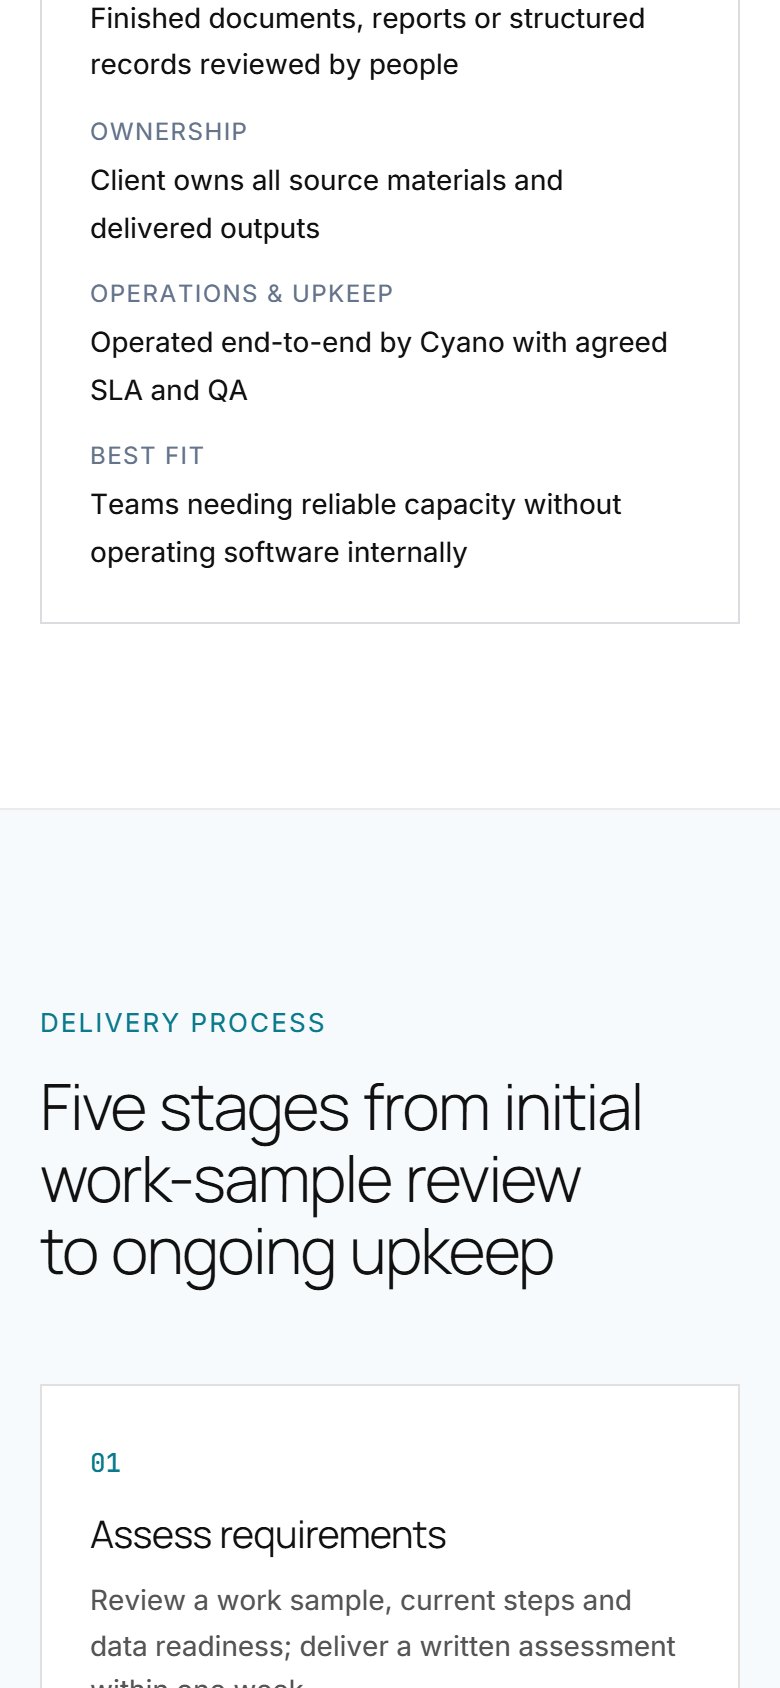 Finished documents, reports or structured
records reviewed by people
OWNERSHIP
Client owns all source materials and
delivered outputs
OPERATIONS & UPKEEP
Operated end-to-end by Cyano with agreed
SLA and QA
BEST FIT
Teams needing reliable capacity without
operating software internally
DELIVERY PROCESS
Five stages from initial
work-sample review
to ongoing upkeep
01
Assess requirements
Review a work sample, current steps and
data readiness; deliver a written assessment
within one week